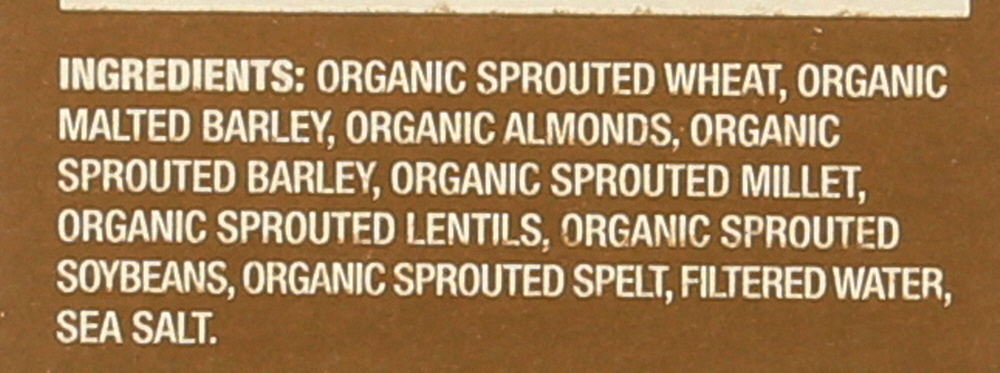 INGREDIENTS: ORGANIC SPROUTED WHEAT, ORGANIC
MALTED BARLEY, ORGANIC ALMONDS, ORGANIC
SPROUTED BARLEY, ORGANIC SPROUTED MILLET,
ORGANIC SPROUTED LENTILS, ORGANIC SPROUTED
SOYBEANS, ORGANIC SPROUTED SPELT, FILTERED WATER,
SEA SALT.